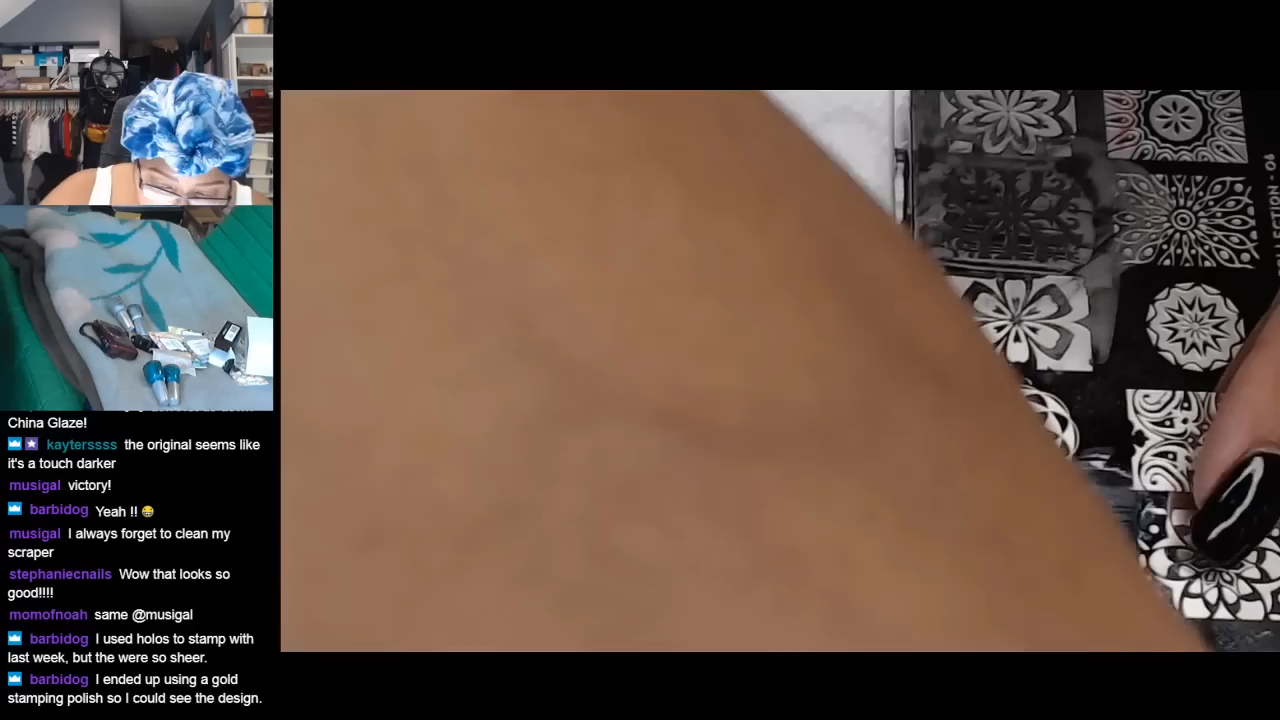 China Glaze!
kayterssss the original seems like
it's a touch darker
musigal victory!
barbidog Yeah !! 😂
musigal I always forget to clean my
scraper
stephaniecnails Wow that looks so
good!!!!
momofnoah same @musigal
barbidog I used holos to stamp with
last week, but the were so sheer.
barbidog I ended up using a gold
stamping polish so I could see the design.